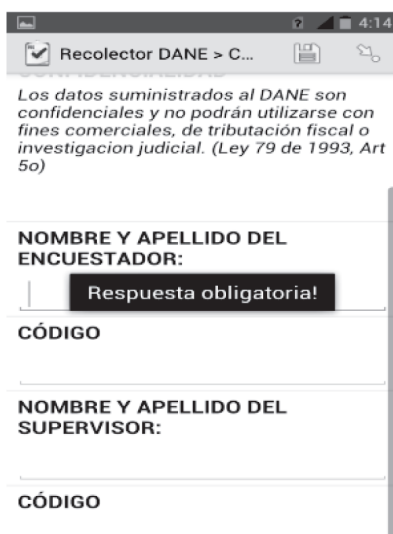 4:14
Recolector DANE > C...
CONFIDENCIALIDAD
Los datos suministrados al DANE son
confidenciales y no podrán utilizarse con
fines comerciales, de tributación fiscal o
investigacion judicial. (Ley 79 de 1993, Art
5o)
NOMBRE Y APELLIDO DEL
ENCUESTADOR:
Respuesta obligatoria!
CÓDIGO
NOMBRE Y APELLIDO DEL
SUPERVISOR:
CÓDIGO